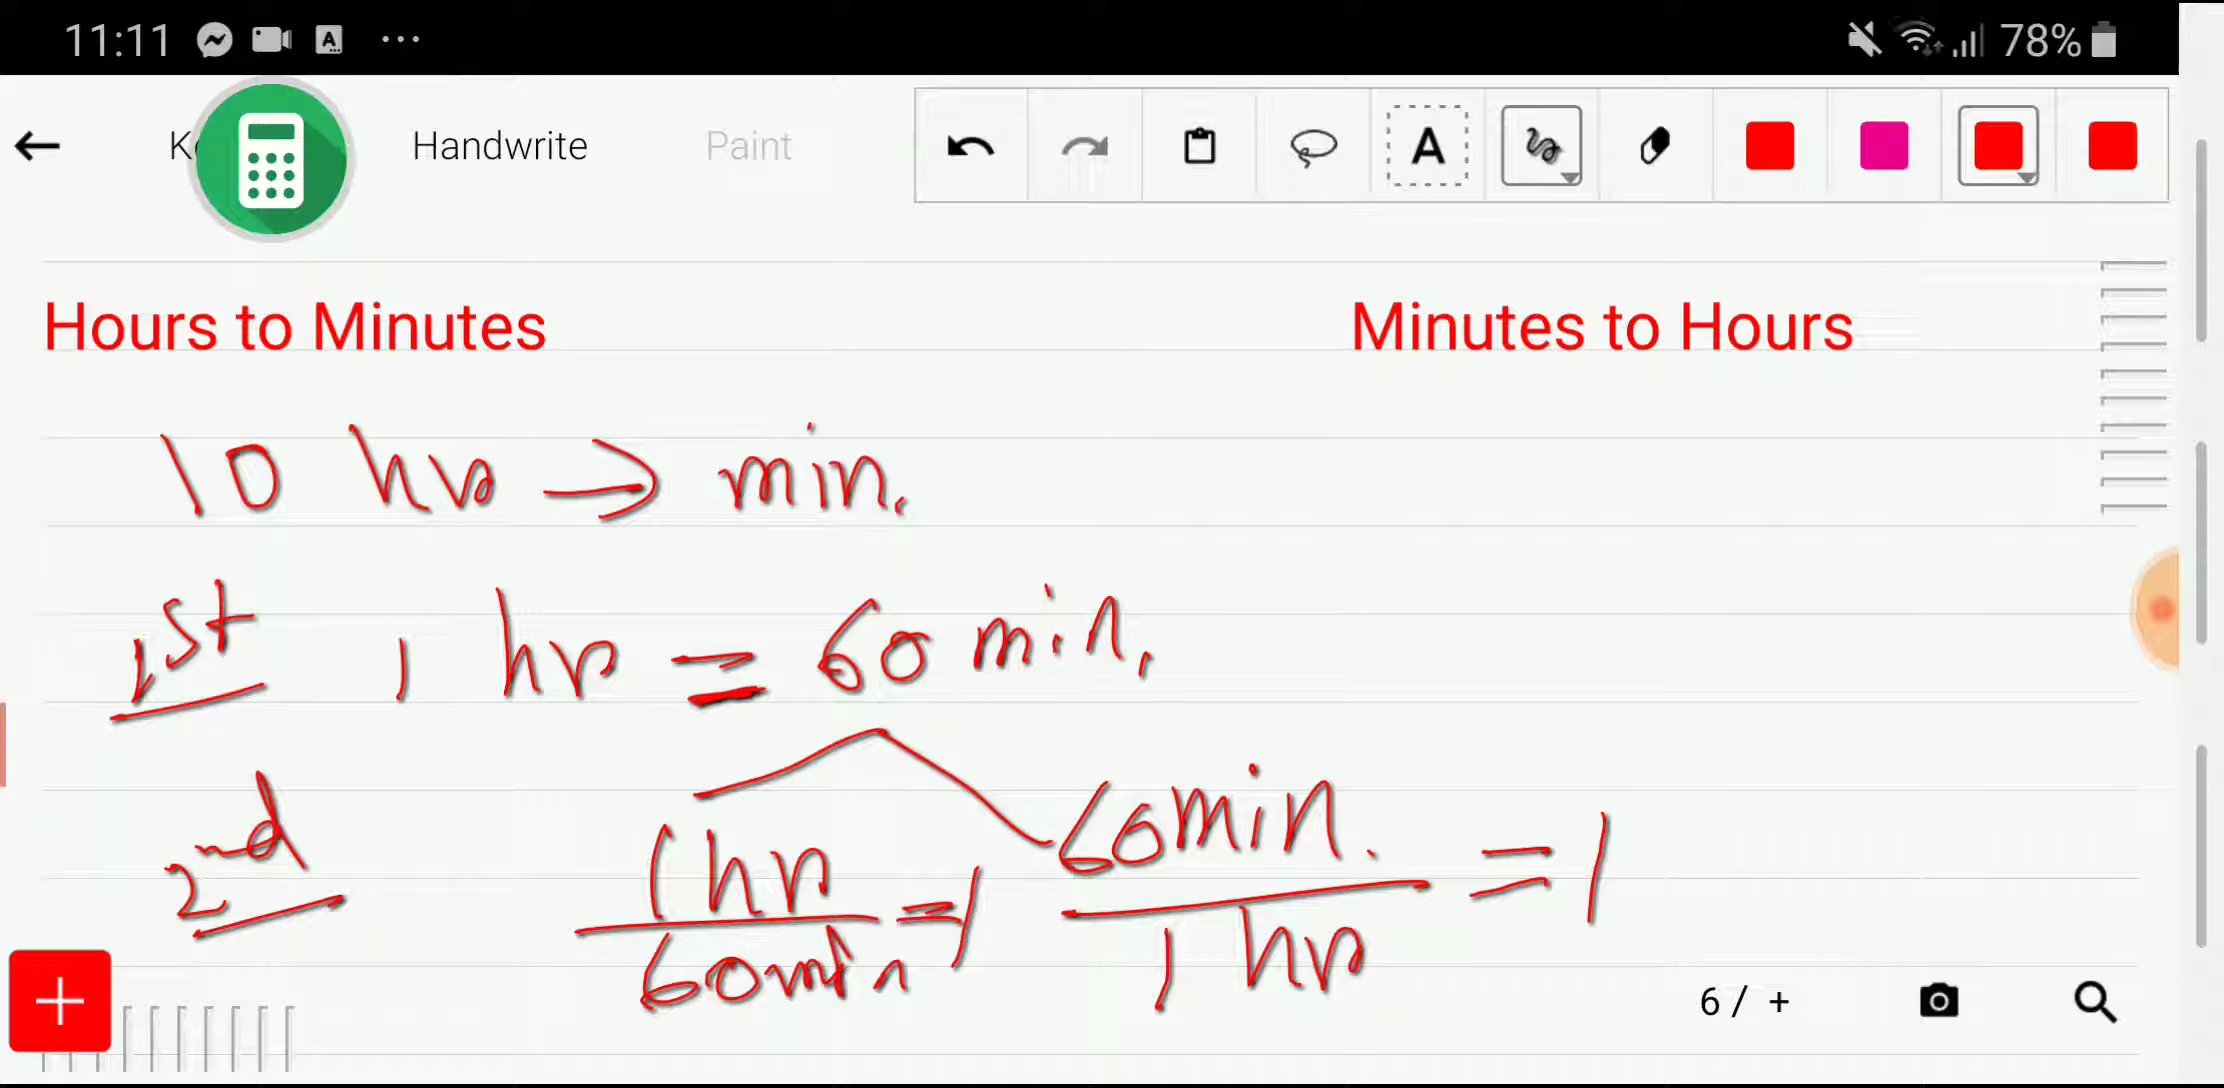 11:11 78%
K Handwrite Paint A
Hours to Minutes Minutes to Hours
10 hrs → min.
1st 1 hr = 60 min.
2nd 1 hr / 60 min = 1 60 min. / 1 hr = 1
6 / +